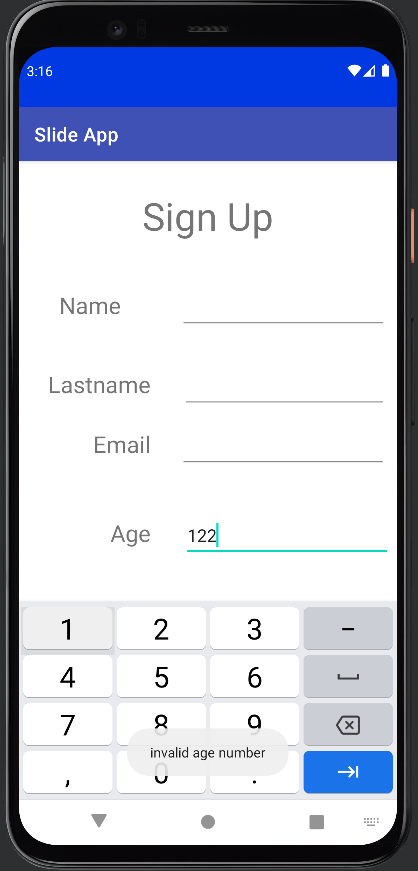 3:16
Slide App
Sign Up
Name
Lastname
Email
Age 122
1 2 3 -
4 5 6
7 8 9
invalid age number
, 0 .